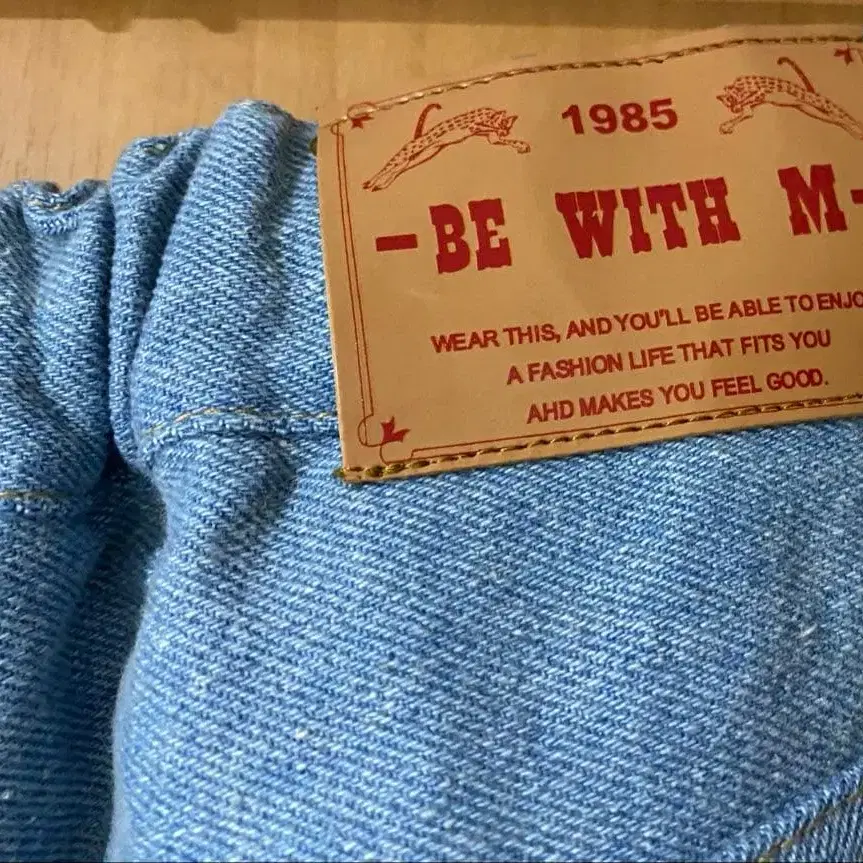 1985
-BE WITH M
WEAR THIS, AND YOU'LL BE ABLE TO ENJO
A FASHION LIFE THAT FITS YOU
AHD MAKES YOU FEEL GOOD.